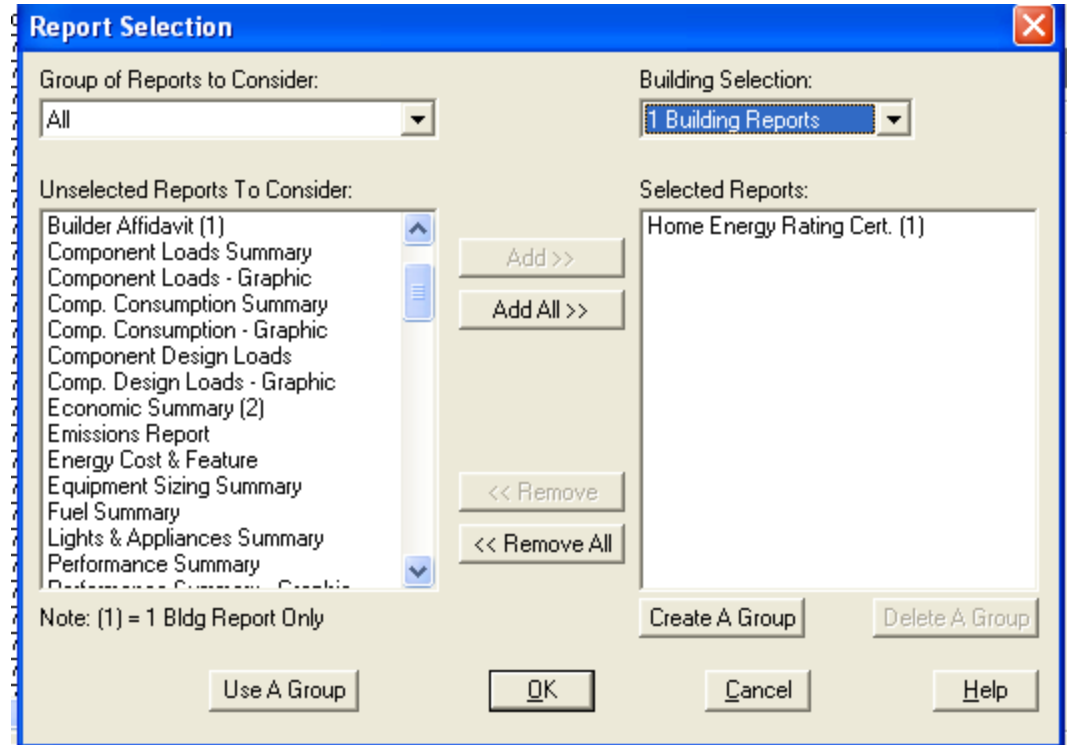 Report Selection
Group of Reports to Consider:
Building Selection:
All
1 Building Reports
Unselected Reports To Consider:
Selected Reports:
Builder Affidavit (1)
Component Loads Summary
Component Loads - Graphic
Comp. Consumption Summary
Comp. Consumption - Graphic
Component Design Loads
Comp. Design Loads - Graphic
Economic Summary (2)
Emissions Report
Energy Cost & Feature
Equipment Sizing Summary
Fuel Summary
Lights & Appliances Summary
Performance Summary
Performance Summary - Graphic
Add >>
Add All >>
<< Remove
<< Remove All
Home Energy Rating Cert. (1)
Note: (1) = 1 Bldg Report Only
Create A Group
Delete A Group
Use A Group
OK
Cancel
Help